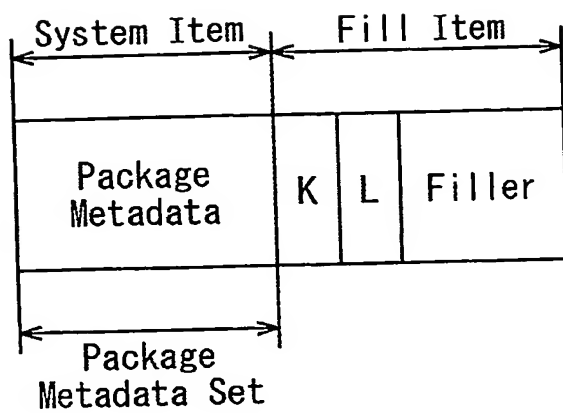 System Item Fill Item
Package
Metadata K L Filler
Package
Metadata Set